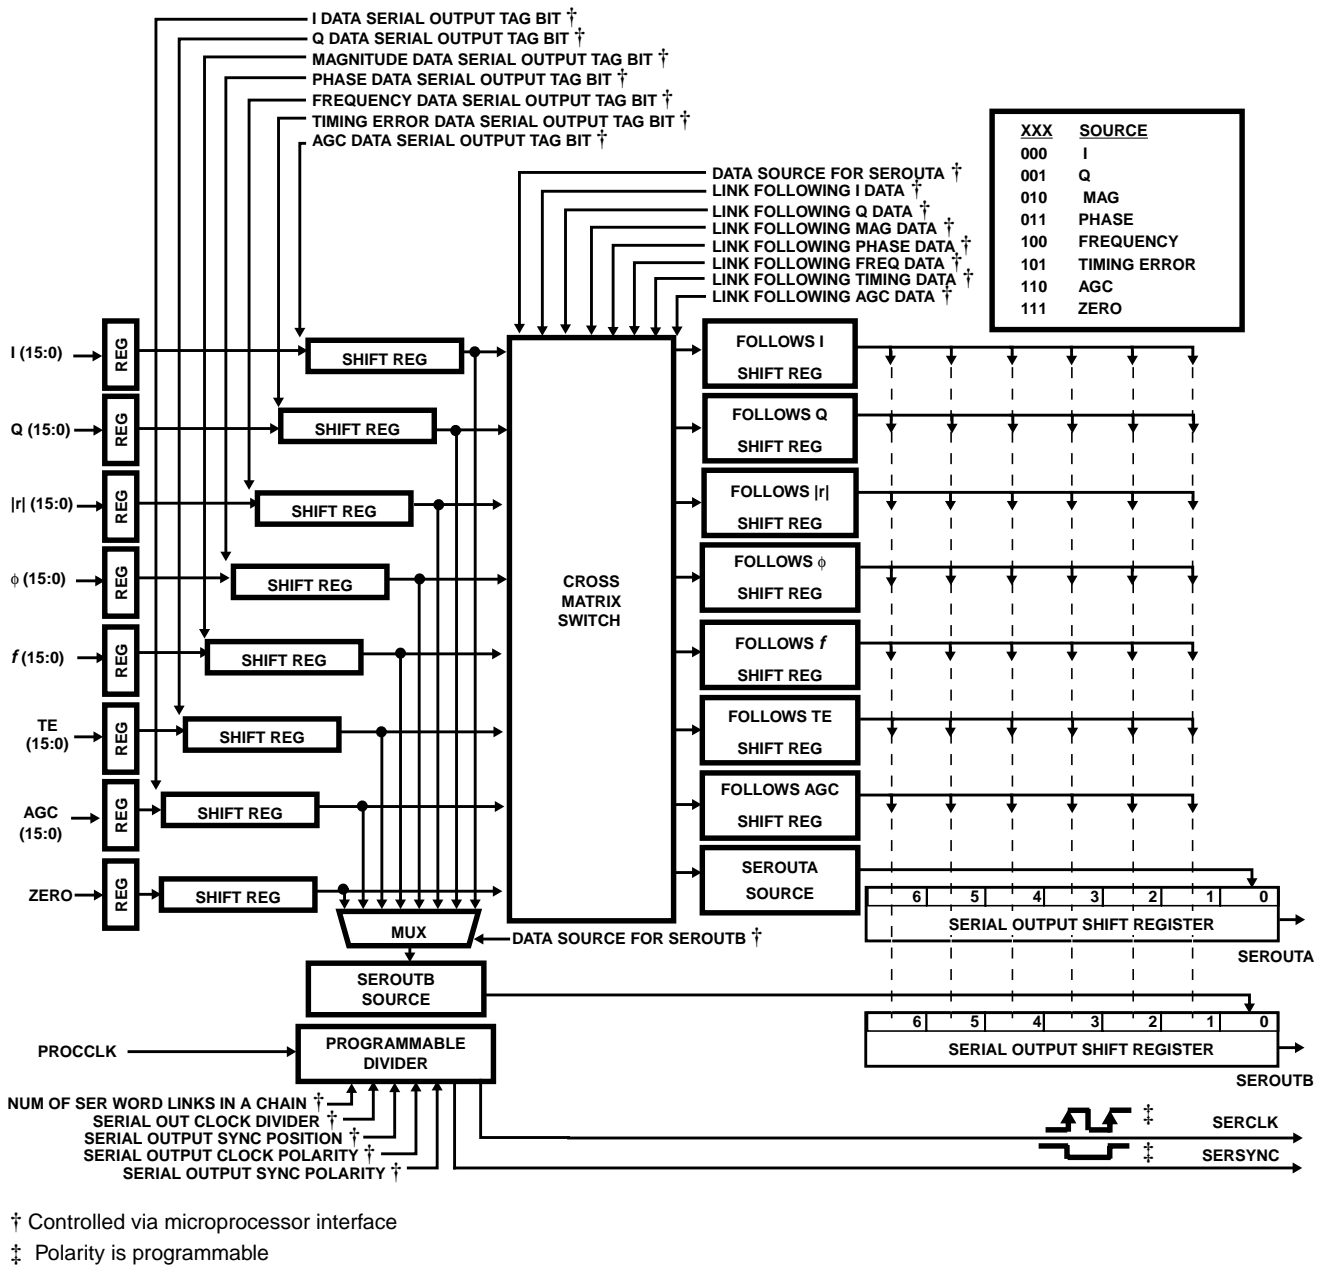 I DATA SERIAL OUTPUT TAG BIT †
Q DATA SERIAL OUTPUT TAG BIT †
MAGNITUDE DATA SERIAL OUTPUT TAG BIT †
PHASE DATA SERIAL OUTPUT TAG BIT †
FREQUENCY DATA SERIAL OUTPUT TAG BIT †
TIMING ERROR DATA SERIAL OUTPUT TAG BIT †
AGC DATA SERIAL OUTPUT TAG BIT †
DATA SOURCE FOR SEROUTA †
LINK FOLLOWING I DATA †
LINK FOLLOWING Q DATA †
LINK FOLLOWING MAG DATA †
LINK FOLLOWING PHASE DATA †
LINK FOLLOWING FREQ DATA †
LINK FOLLOWING TIMING DATA †
LINK FOLLOWING AGC DATA †
XXX SOURCE
000 I
001 Q
010 MAG
011 PHASE
100 FREQUENCY
101 TIMING ERROR
110 AGC
111 ZERO
I (15:0)
REG
SHIFT REG
FOLLOWS I
SHIFT REG
Q (15:0)
REG
SHIFT REG
FOLLOWS Q
SHIFT REG
|r| (15:0)
REG
SHIFT REG
FOLLOWS |r|
SHIFT REG
ϕ (15:0)
REG
SHIFT REG
CROSS
MATRIX
SWITCH
FOLLOWS ϕ
SHIFT REG
f (15:0)
REG
SHIFT REG
FOLLOWS f
SHIFT REG
TE
(15:0)
REG
SHIFT REG
FOLLOWS TE
SHIFT REG
AGC
(15:0)
REG
SHIFT REG
FOLLOWS AGC
SHIFT REG
ZERO
REG
SHIFT REG
SEROUTA
SOURCE
6 5 4 3 2 1 0
SERIAL OUTPUT SHIFT REGISTER
SEROUTA
MUX
DATA SOURCE FOR SEROUTB †
SEROUTB
SOURCE
6 5 4 3 2 1 0
SERIAL OUTPUT SHIFT REGISTER
SEROUTB
PROCCLK
PROGRAMMABLE
DIVIDER
NUM OF SER WORD LINKS IN A CHAIN †
SERIAL OUT CLOCK DIVIDER †
SERIAL OUTPUT SYNC POSITION †
SERIAL OUTPUT CLOCK POLARITY †
SERIAL OUTPUT SYNC POLARITY †
‡ SERCLK
‡ SERSYNC
† Controlled via microprocessor interface
‡ Polarity is programmable